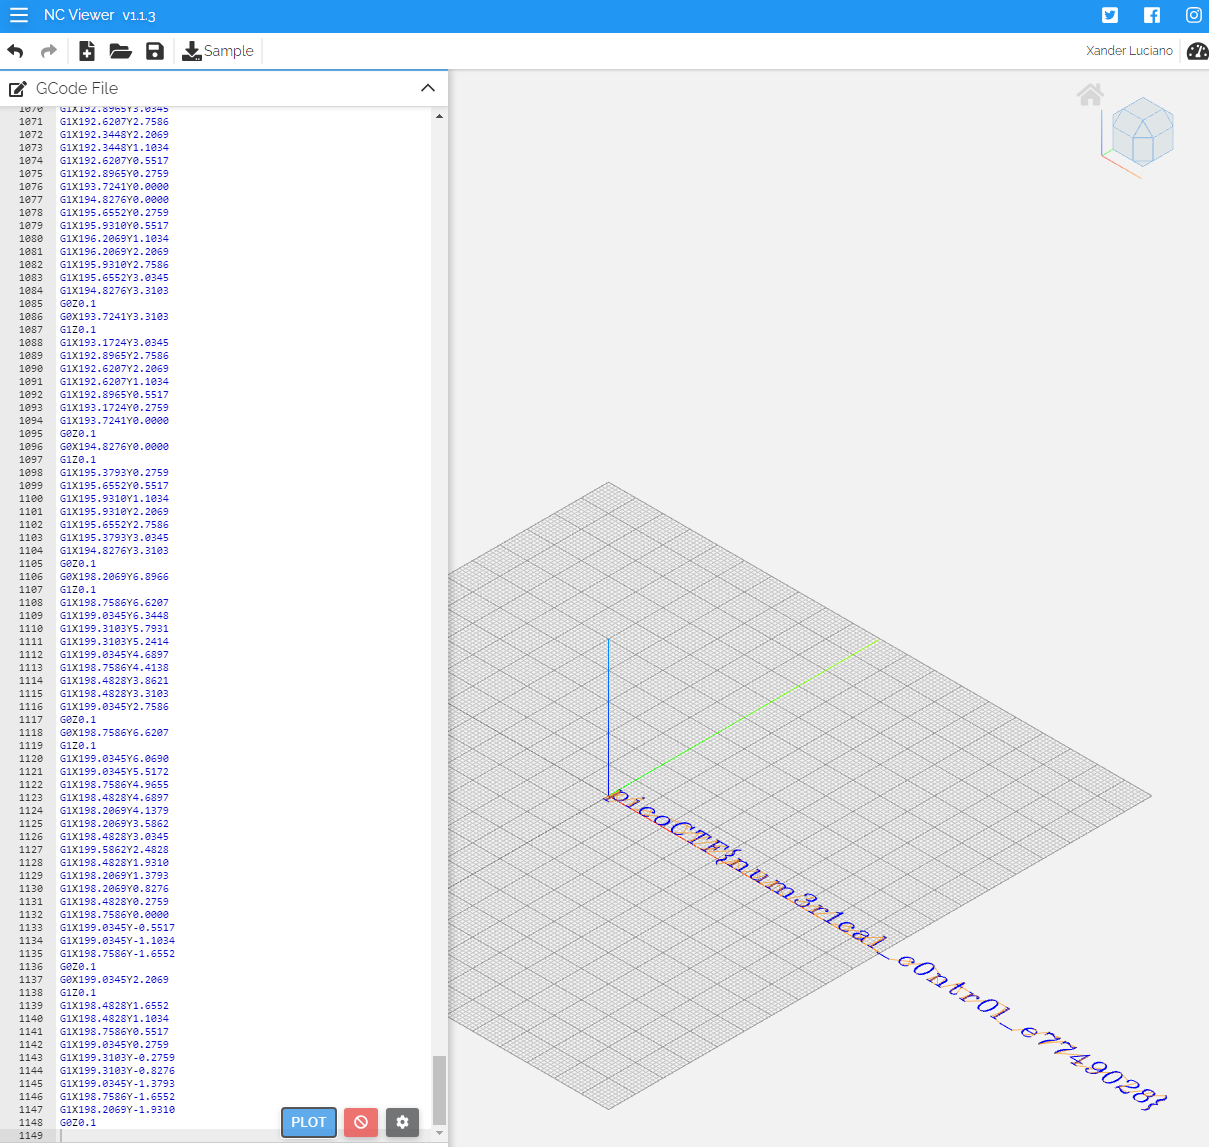 NC Viewer v1.1.3
Sample
Xander Luciano
GCode File
1070 G1X192.8965Y3.0345
1071 G1X192.6207Y2.7586
1072 G1X192.3448Y2.2069
1073 G1X192.3448Y1.1034
1074 G1X192.6207Y0.5517
1075 G1X192.8965Y0.2759
1076 G1X193.7241Y0.0000
1077 G1X194.8276Y0.0000
1078 G1X195.6552Y0.2759
1079 G1X195.9310Y0.5517
1080 G1X196.2069Y1.1034
1081 G1X196.2069Y2.2069
1082 G1X195.9310Y2.7586
1083 G1X195.6552Y3.0345
1084 G1X194.8276Y3.3103
1085 G0Z0.1
1086 G0X193.7241Y3.3103
1087 G1Z0.1
1088 G1X193.1724Y3.0345
1089 G1X192.8965Y2.7586
1090 G1X192.6207Y2.2069
1091 G1X192.6207Y1.1034
1092 G1X192.8965Y0.5517
1093 G1X193.1724Y0.2759
1094 G1X193.7241Y0.0000
1095 G0Z0.1
1096 G0X194.8276Y0.0000
1097 G1Z0.1
1098 G1X195.3793Y0.2759
1099 G1X195.6552Y0.5517
1100 G1X195.9310Y1.1034
1101 G1X195.9310Y2.2069
1102 G1X195.6552Y2.7586
1103 G1X195.3793Y3.0345
1104 G1X194.8276Y3.3103
1105 G0Z0.1
1106 G0X198.2069Y6.8966
1107 G1Z0.1
1108 G1X198.7586Y6.6207
1109 G1X199.0345Y6.3448
1110 G1X199.3103Y5.7931
1111 G1X199.3103Y5.2414
1112 G1X199.0345Y4.6897
1113 G1X198.7586Y4.4138
1114 G1X198.4828Y3.8621
1115 G1X198.4828Y3.3103
1116 G1X199.0345Y2.7586
1117 G0Z0.1
1118 G0X198.7586Y6.6207
1119 G1Z0.1
1120 G1X199.0345Y6.0690
1121 G1X199.0345Y5.5172
1122 G1X198.7586Y4.9655
1123 G1X198.4828Y4.6897
1124 G1X198.2069Y4.1379
1125 G1X198.2069Y3.5862
1126 G1X198.4828Y3.0345
1127 G1X199.5862Y2.4828
1128 G1X198.4828Y1.9310
1129 G1X198.2069Y1.3793
1130 G1X198.2069Y0.8276
1131 G1X198.4828Y0.2759
1132 G1X198.7586Y0.0000
1133 G1X199.0345Y-0.5517
1134 G1X199.0345Y-1.1034
1135 G1X198.7586Y-1.6552
1136 G0Z0.1
1137 G0X199.0345Y2.2069
1138 G1Z0.1
1139 G1X198.4828Y1.6552
1140 G1X198.4828Y1.1034
1141 G1X198.7586Y0.5517
1142 G1X199.0345Y0.2759
1143 G1X199.3103Y-0.2759
1144 G1X199.3103Y-0.8276
1145 G1X199.0345Y-1.3793
1146 G1X198.7586Y-1.6552
1147 G1X198.2069Y-1.9310
1148 G0Z0.1
1149
PLOT
picoCTF{num3r1cal_c0ntr0l_e7749028}